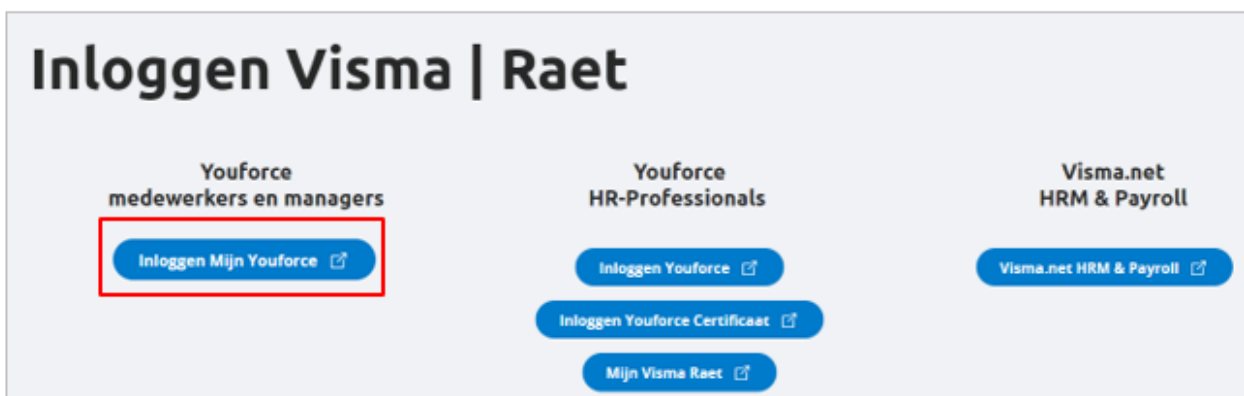 Inloggen Visma | Raet
Youforce
medewerkers en managers
Inloggen Mijn Youforce
Youforce
HR-Professionals
Inloggen Youforce
Inloggen Youforce Certificaat
Mijn Visma Raet
Visma.net
HRM & Payroll
Visma.net HRM & Payroll